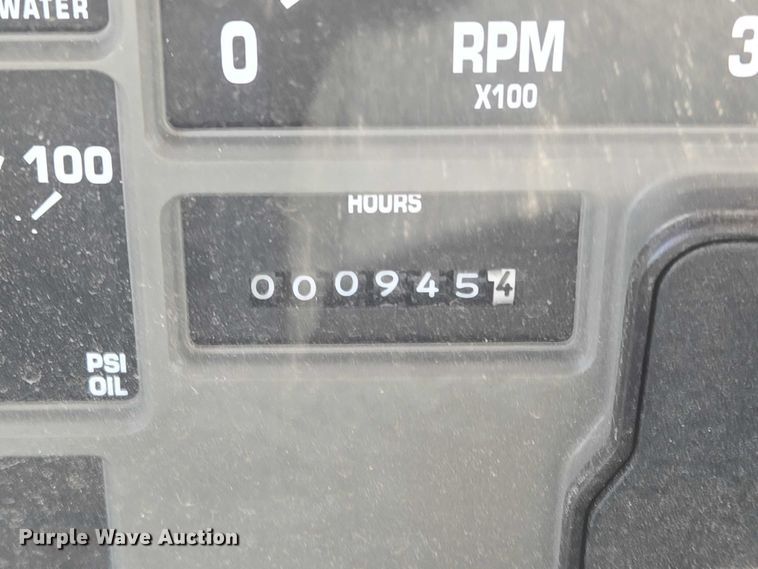 WATER
0
RPM
3
X100
100
HOURS
0009454
PSI
OIL
Purple Wave Auction